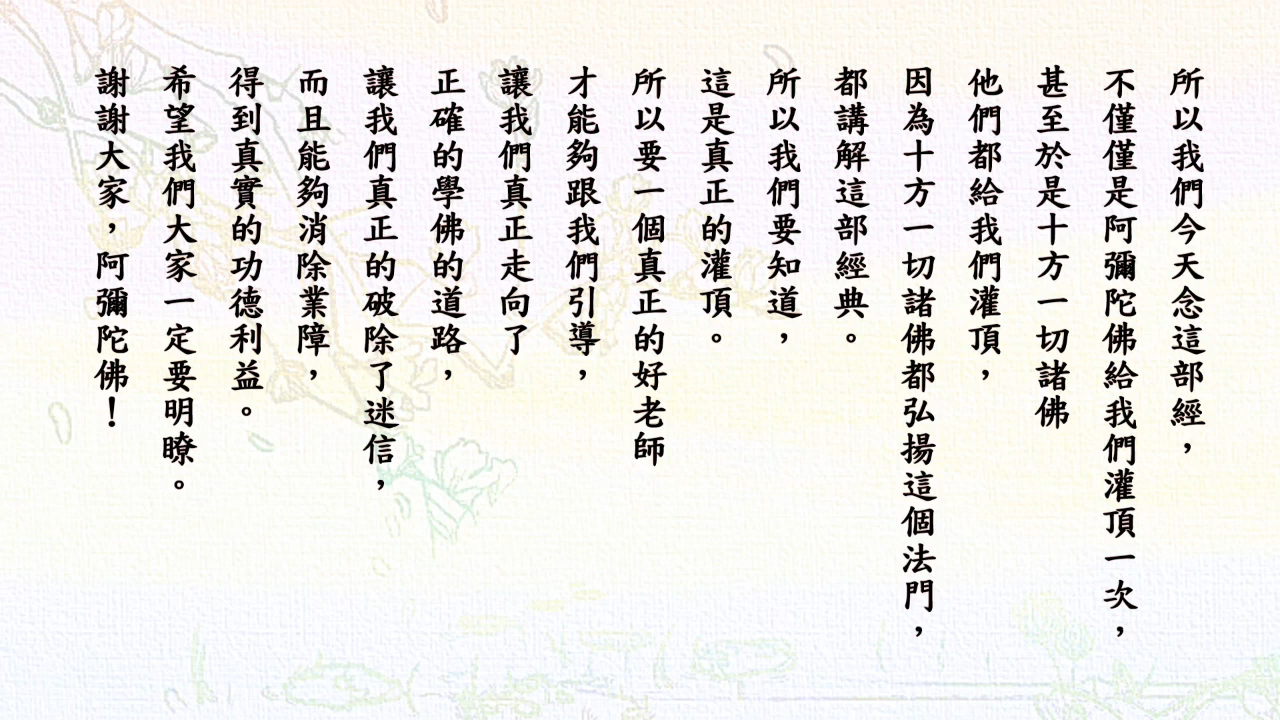 所以我們今天念這部經，
不僅僅是阿彌陀佛給我們灌頂一次，
甚至於是十方一切諸佛
他們都給我們灌頂，
因為十方一切諸佛都弘揚這個法門，
都講解這部經典。
所以我們要知道，
這是真正的灌頂。
所以要一個真正的好老師
才能夠跟我們引導，
讓我們真正走向了
正確的學佛的道路，
讓我們真正的破除了迷信，
而且能夠消除業障，
得到真實的功德利益。
希望我們大家一定要明瞭。
謝謝大家，阿彌陀佛！